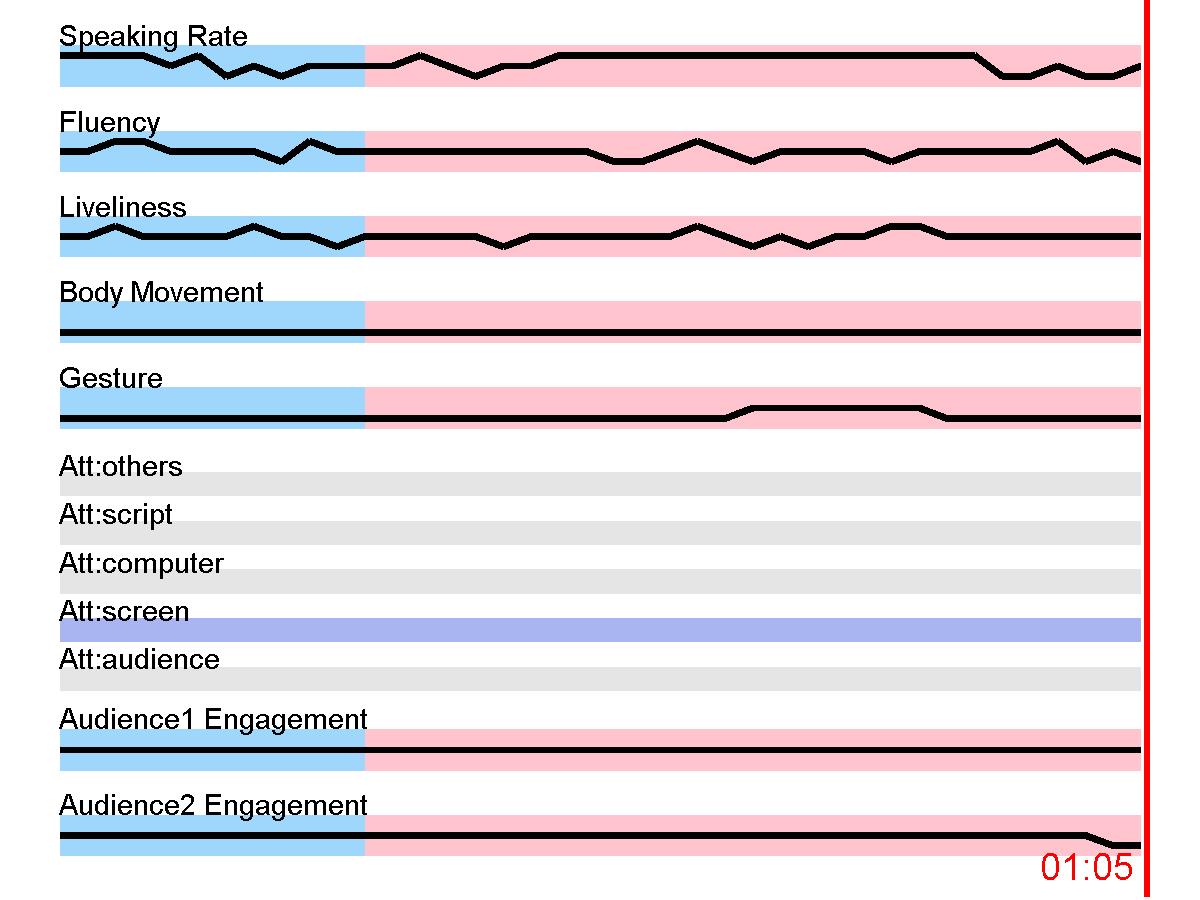 Speaking Rate
Fluency
Liveliness
Body Movement
Gesture
Att:others
Att:script
Att:computer
Att:screen
Att:audience
Audience1 Engagement
Audience2 Engagement
01:05